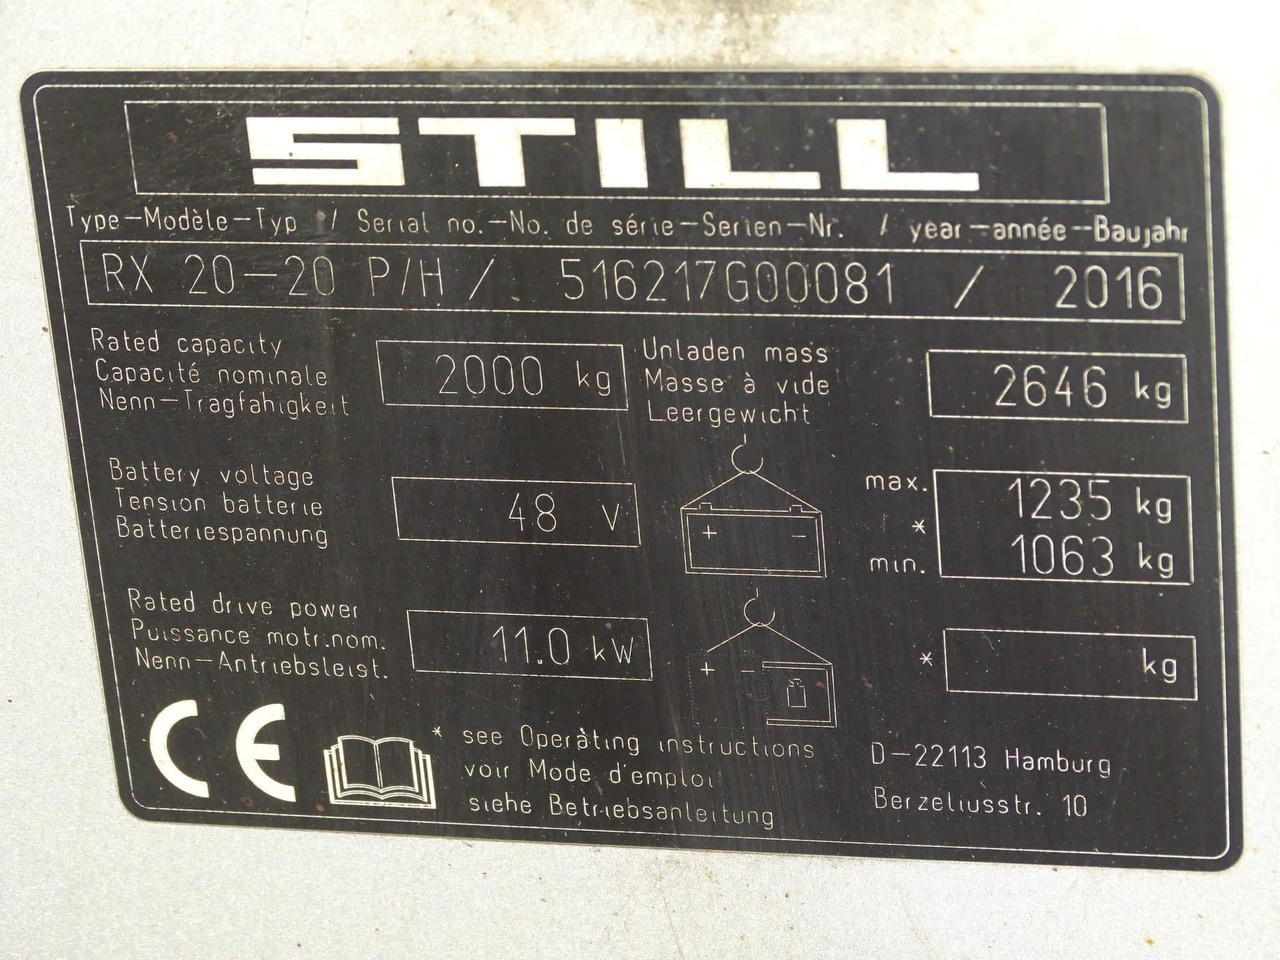 STILL
Type-Modèle-Typ / Serial no.-No. de série-Serien-Nr. / year-année-Baujahr
RX 20-20 P/H / 516217G00081 / 2016
Rated capacity
Capacité nominale
Nenn-Tragfähigkeit
2000 kg
Unladen mass
Masse à vide
Leergewicht
2646 kg
Battery voltage
Tension batterie
Batteriespannung
48 V
+ -
max. 1235 kg
*
min. 1063 kg
Rated drive power
Puissance motr.nom.
Nenn-Antriebsleist.
11.0 kW
+ -
* kg
CE
* see Operating instructions
voir Mode d'emploi
siehe Betriebsanleitung
D-22113 Hamburg
Berzeliusstr. 10